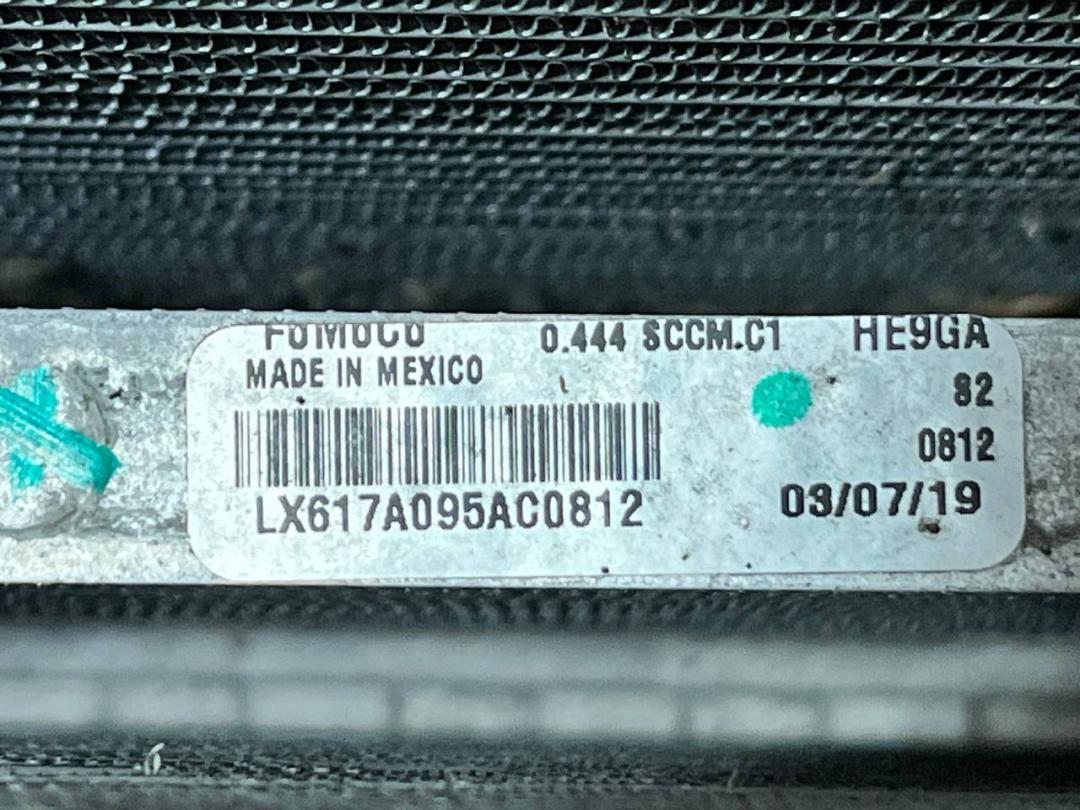 FoMoCo 0.444 SCCM.C1 HE9GA
MADE IN MEXICO 82
0812
LX617A095AC0812 03/07/19